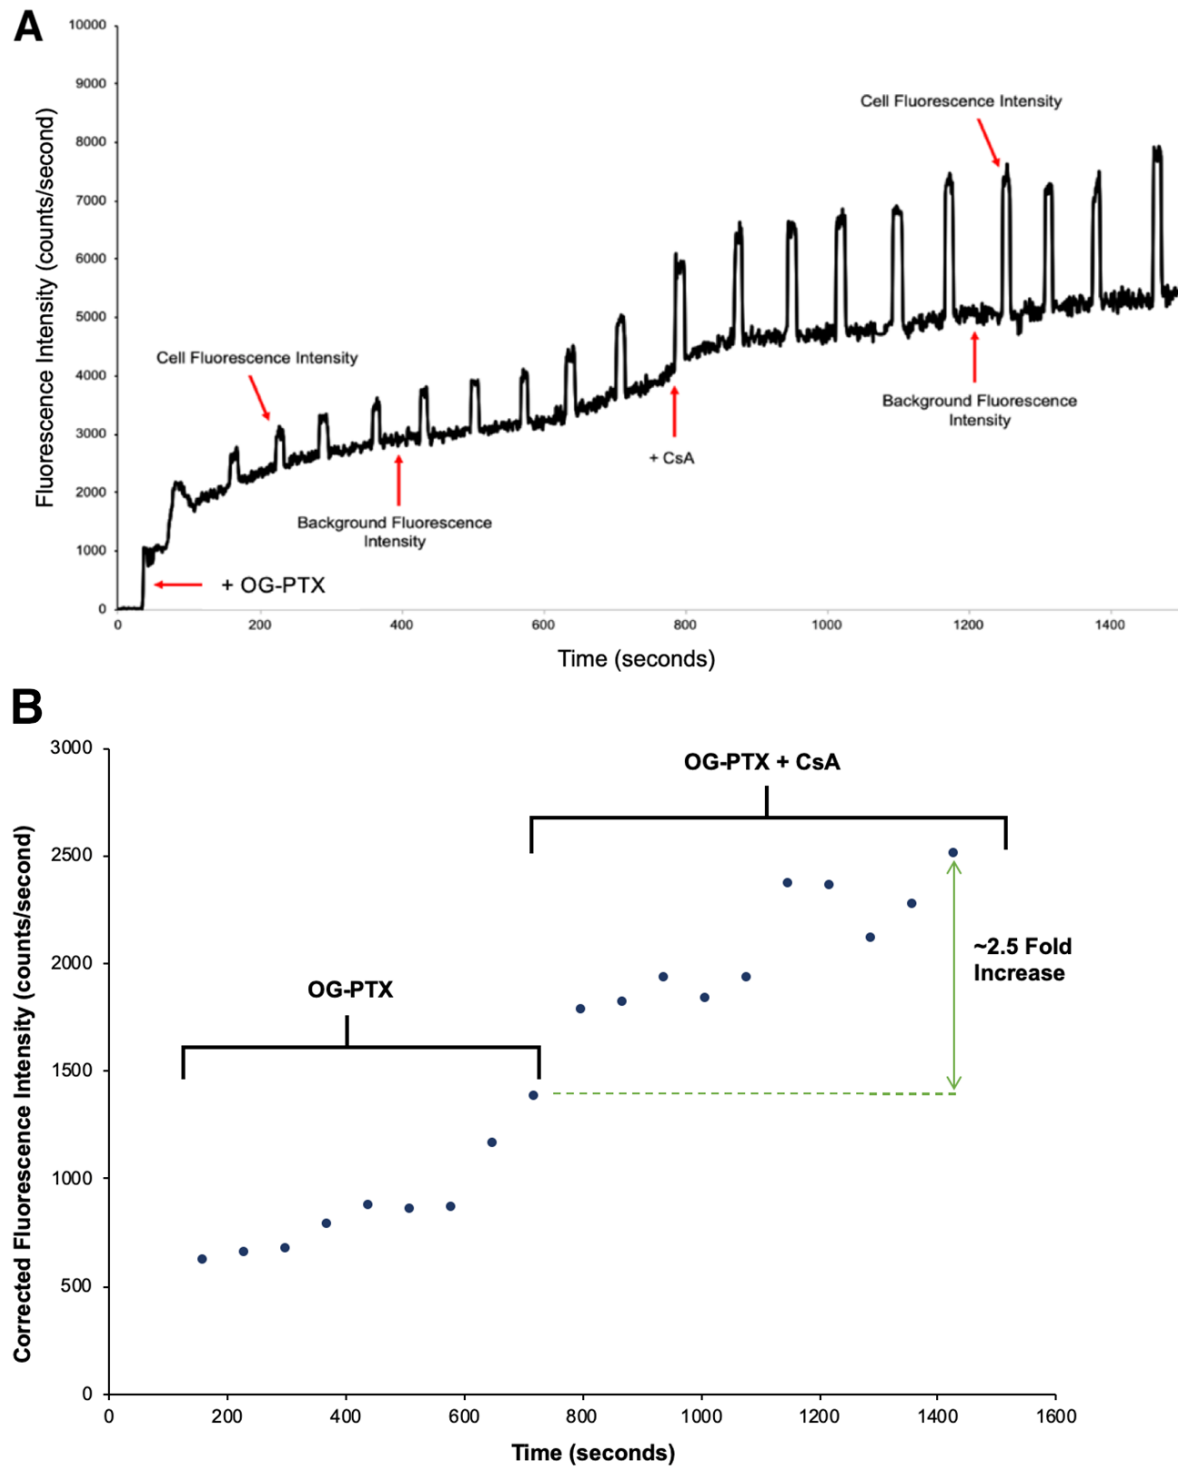 A
Fluorescence Intensity (counts/second)
10000
9000
8000
7000
6000
5000
4000
3000
2000
1000
0
Cell Fluorescence Intensity
Cell Fluorescence Intensity
Background Fluorescence
Intensity
+ CsA
Background Fluorescence
Intensity
+ OG-PTX
0 200 400 600 800 1000 1200 1400
Time (seconds)
B
Corrected Fluorescence Intensity (counts/second)
3000
2500
2000
1500
1000
500
0
OG-PTX + CsA
OG-PTX
~2.5 Fold
Increase
0 200 400 600 800 1000 1200 1400 1600
Time (seconds)